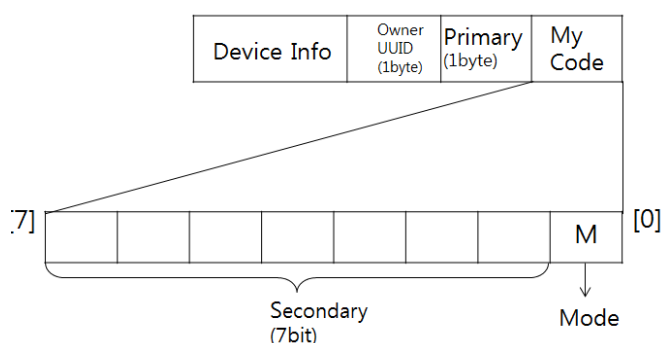 Device Info
Owner
UUID
(1byte)
Primary
(1byte)
My
Code
7]
[0]
M
Secondary
(7bit)
Mode